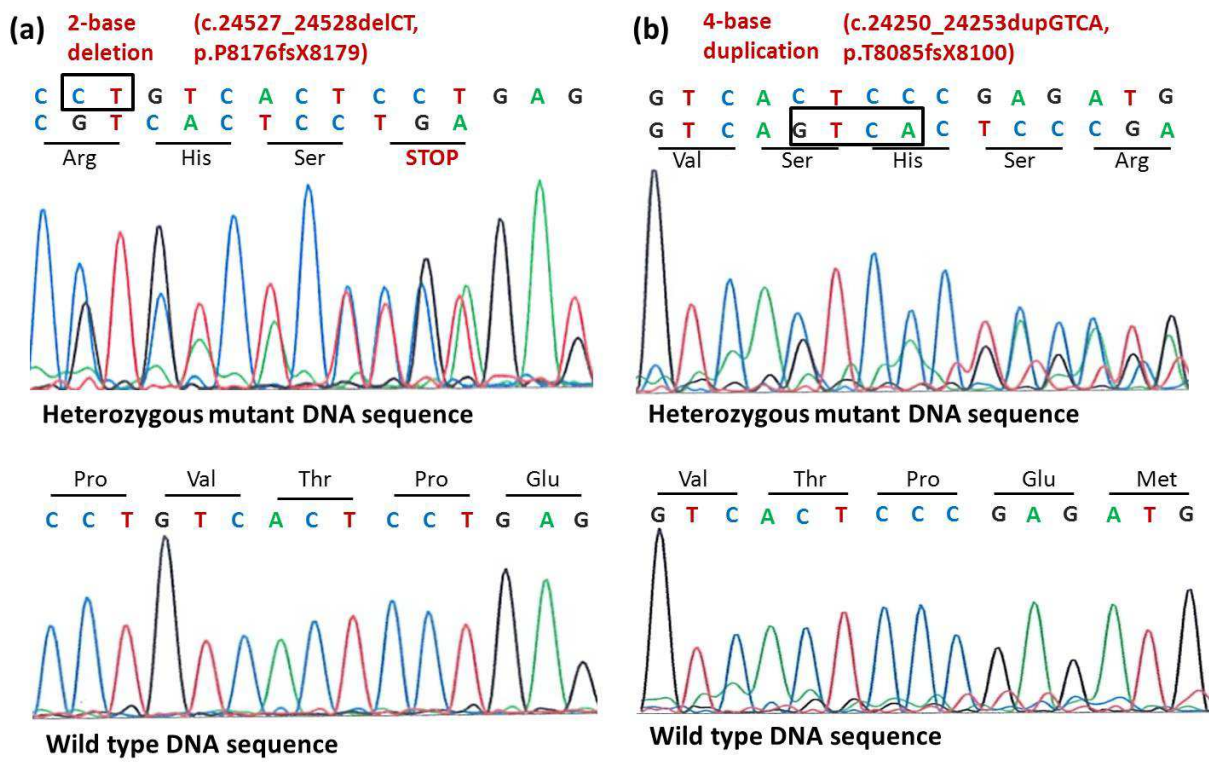 (a) 2-base deletion (c.24527_24528delCT, p.P8176fsX8179)
C C T G T C A C T C C T G A G
C G T C A C T C C T G A
Arg His Ser STOP
Heterozygous mutant DNA sequence
Pro Val Thr Pro Glu
C C T G T C A C T C C T G A G
Wild type DNA sequence
(b) 4-base duplication (c.24250_24253dupGTCA, p.T8085fsX8100)
G T C A C T C C C G A G A T G
G T C A G T C A C T C C C G A
Val Ser His Ser Arg
Heterozygous mutant DNA sequence
Val Thr Pro Glu Met
G T C A C T C C C G A G A T G
Wild type DNA sequence